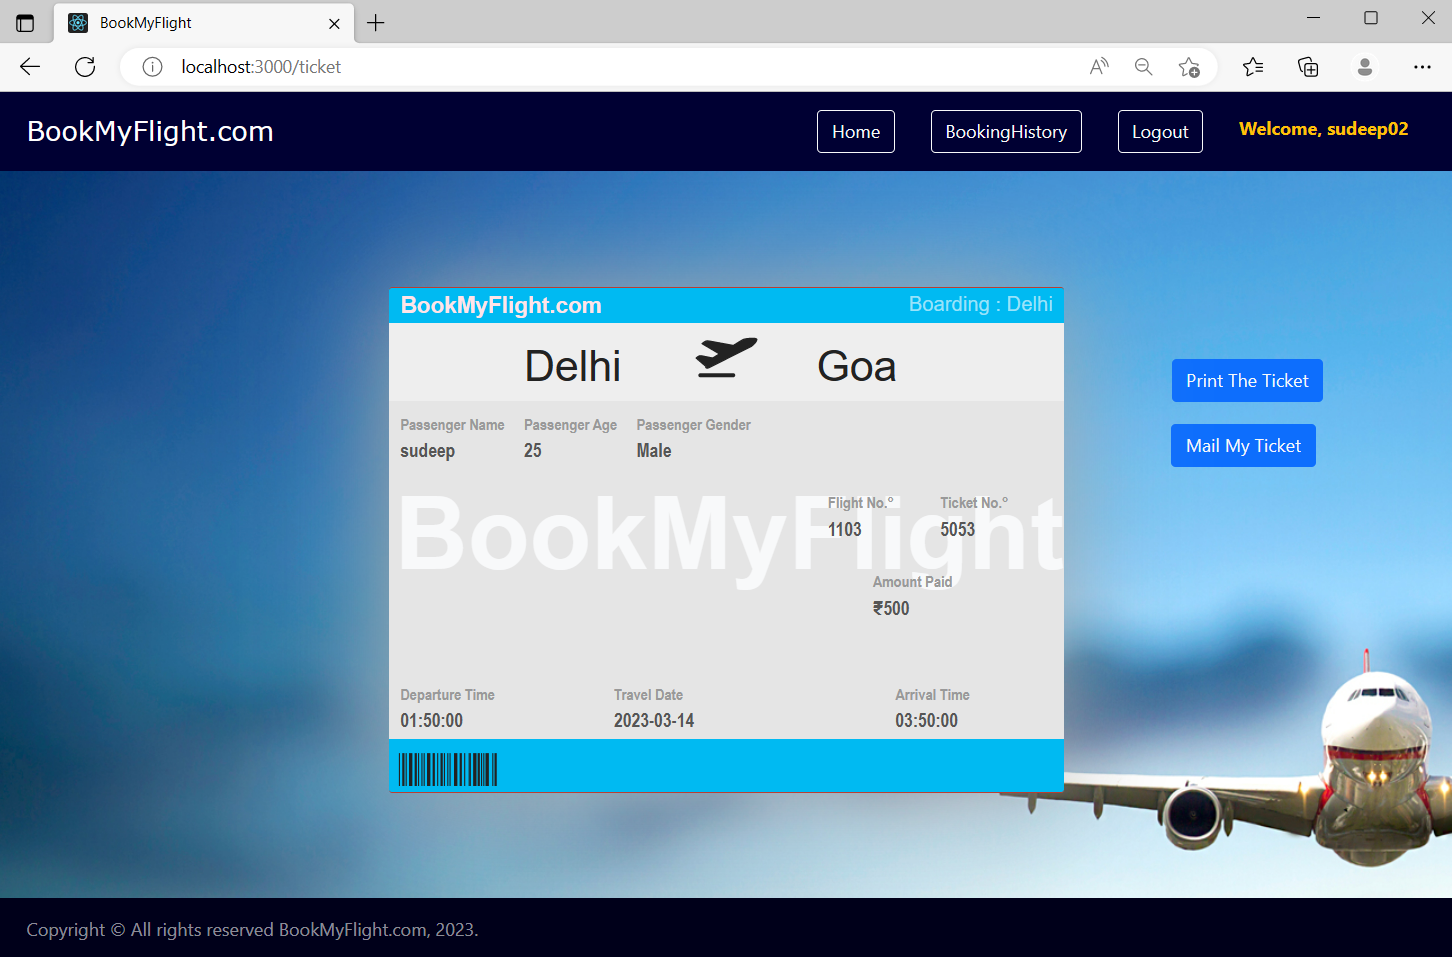 BookMyFlight
localhost:3000/ticket
BookMyFlight.com
Home
BookingHistory
Logout
Welcome, sudeep02
BookMyFlight.com
Boarding : Delhi
Delhi
Goa
Passenger Name
Passenger Age
Passenger Gender
sudeep
25
Male
BookMyFlight
Flight No.°
Ticket No.°
1103
5053
Amount Paid
₹500
Departure Time
Travel Date
Arrival Time
01:50:00
2023-03-14
03:50:00
Print The Ticket
Mail My Ticket
Copyright © All rights reserved BookMyFlight.com, 2023.